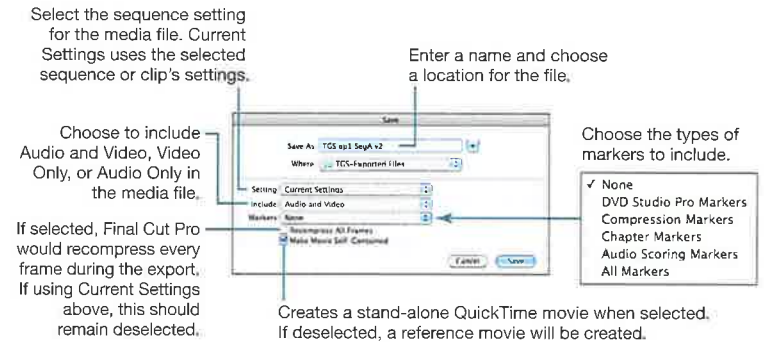 Select the sequence setting
for the media file. Current
Settings uses the selected
sequence or clip's settings.
Enter a name and choose
a location for the file.
Choose to include
Audio and Video, Video
Only, or Audio Only in
the media file.
If selected, Final Cut Pro
would recompress every
frame during the export.
If using Current Settings
above, this should
remain deselected.
Save
Save As TGS ep1 SeqA v2
Where TGS-Exported Files
Setting Current Settings
Include Audio and Video
Markers None
Recompress All Frames
Make Movie Self-Contained
Cancel Save
Choose the types of
markers to include.
✓ None
DVD Studio Pro Markers
Compression Markers
Chapter Markers
Audio Scoring Markers
All Markers
Creates a stand-alone QuickTime movie when selected.
If deselected, a reference movie will be created.